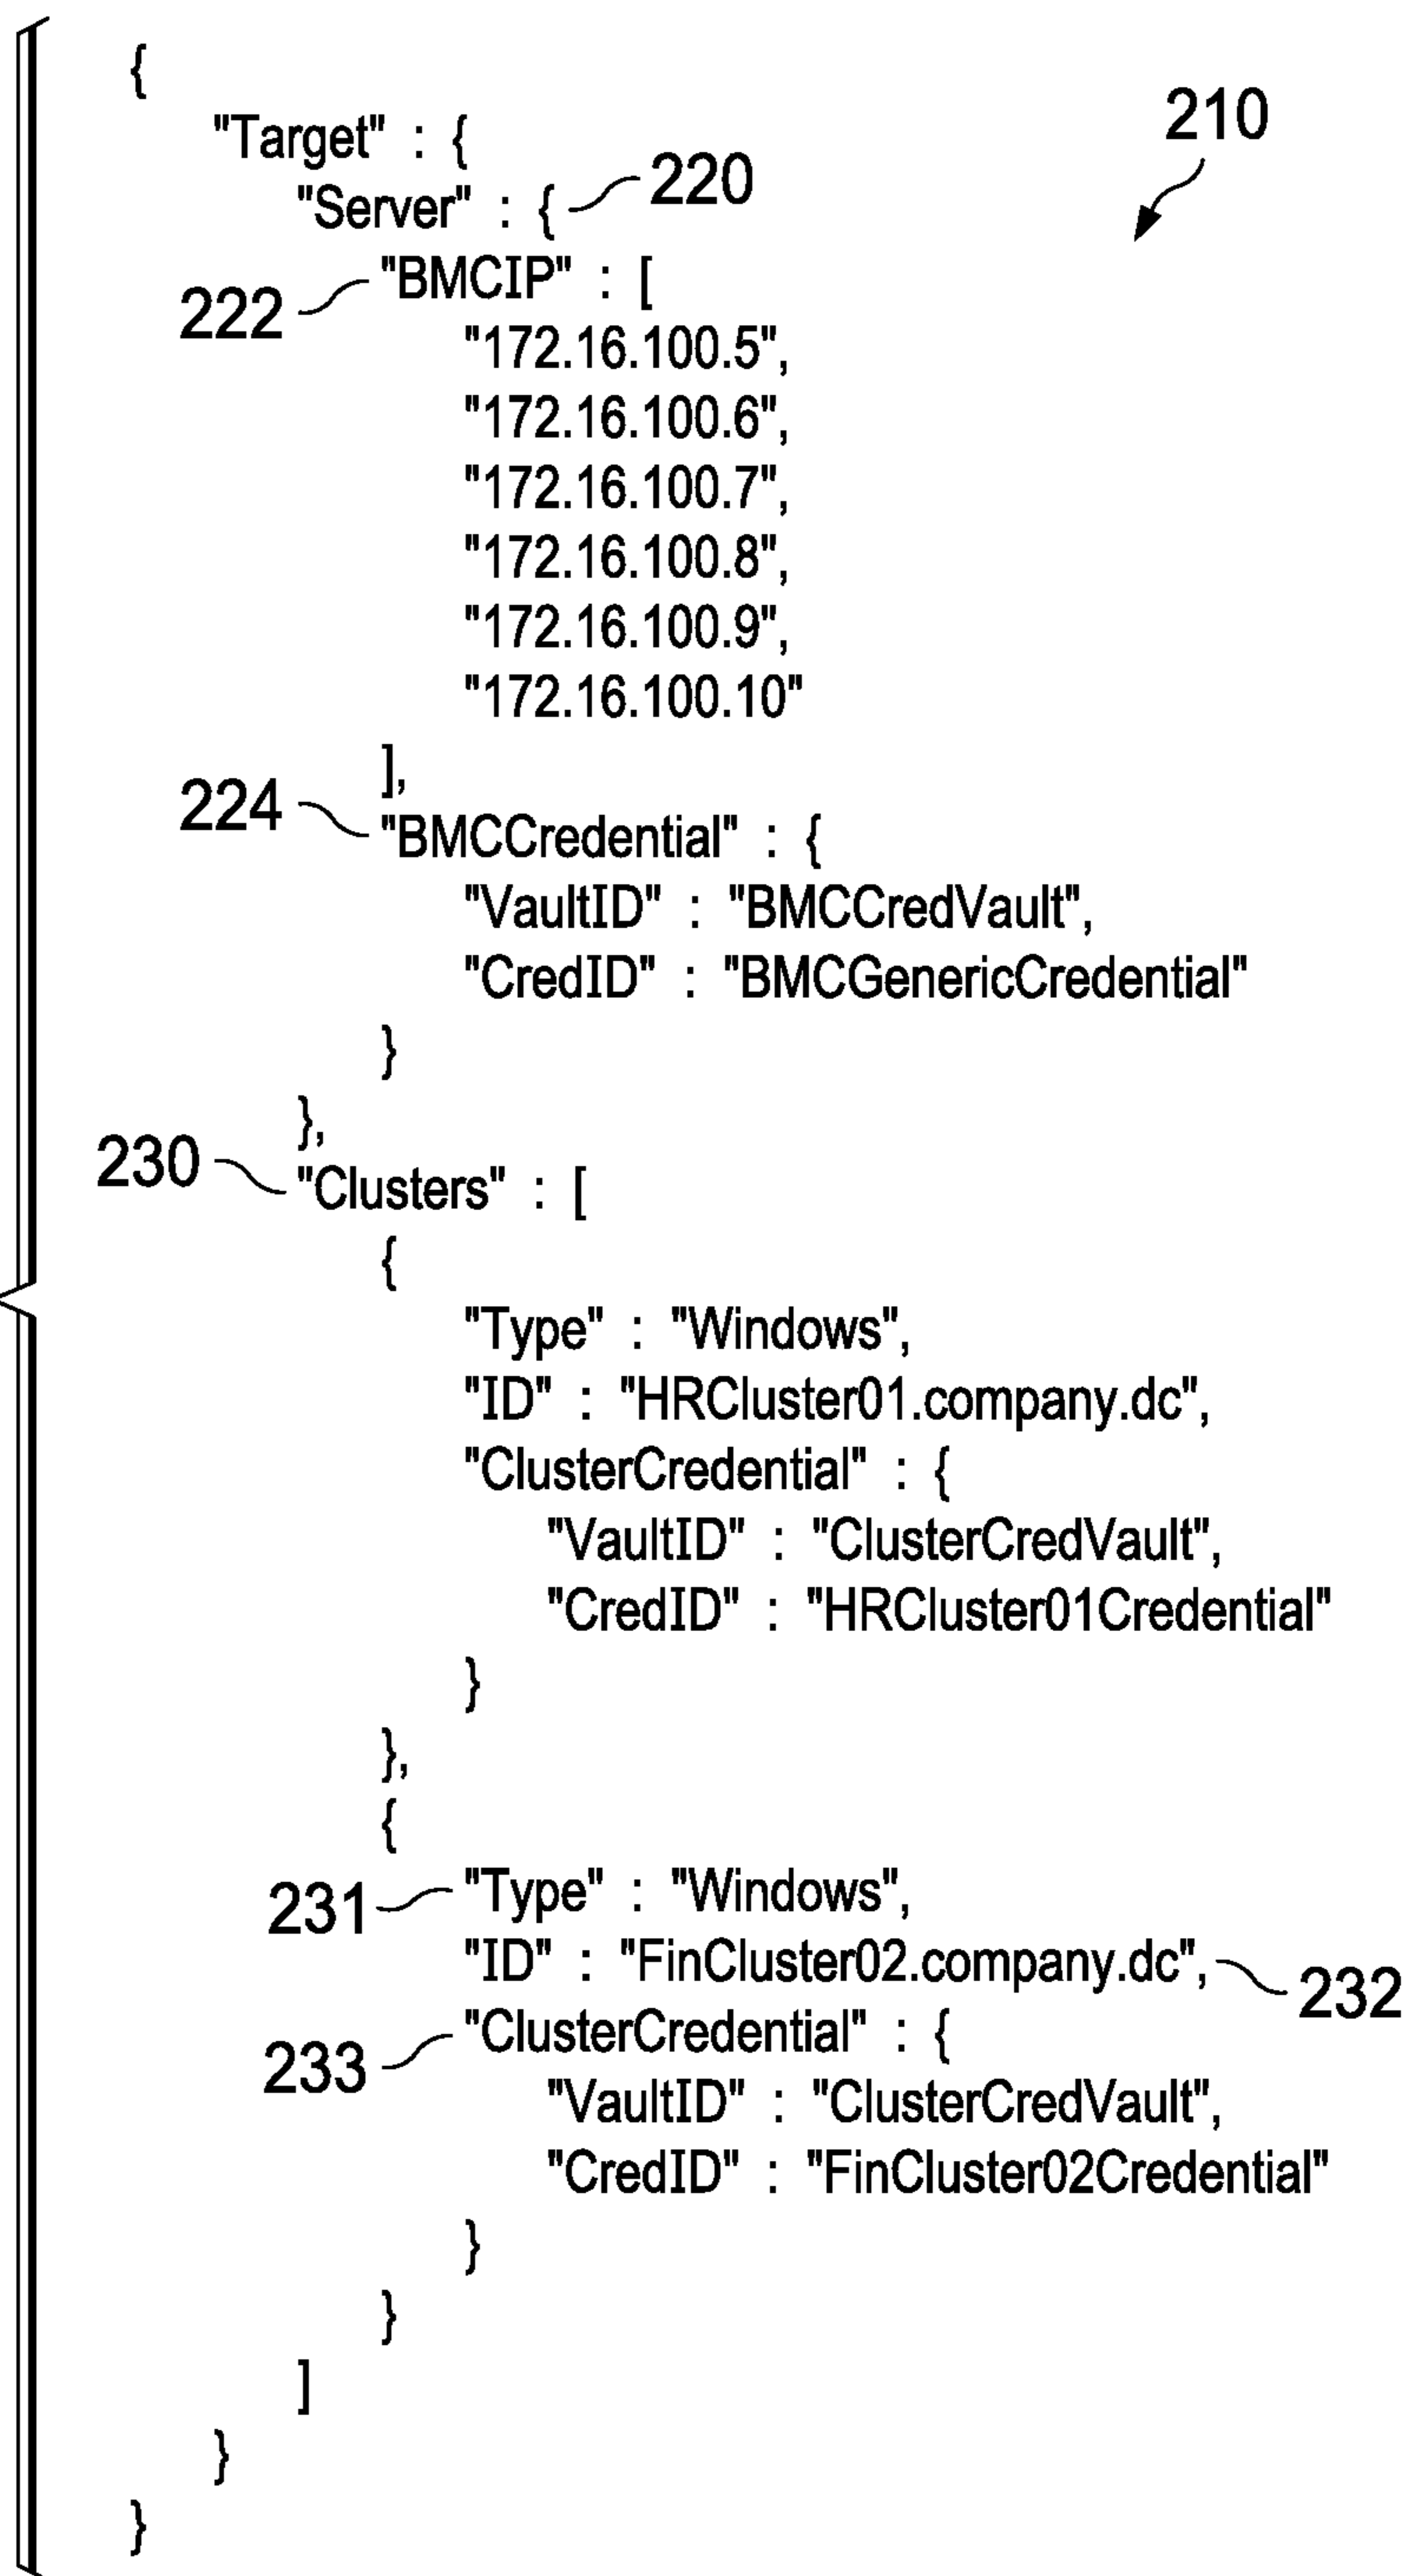 {
210
"Target" : {
"Server" : { 220
222 "BMCIP" : [
"172.16.100.5",
"172.16.100.6",
"172.16.100.7",
"172.16.100.8",
"172.16.100.9",
"172.16.100.10"
],
224 "BMCCredential" : {
"VaultID" : "BMCCredVault",
"CredID" : "BMCGenericCredential"
}
},
230 "Clusters" : [
{
"Type" : "Windows",
"ID" : "HRCluster01.company.dc",
"ClusterCredential" : {
"VaultID" : "ClusterCredVault",
"CredID" : "HRCluster01Credential"
}
},
{
231 "Type" : "Windows",
"ID" : "FinCluster02.company.dc", 232
233 "ClusterCredential" : {
"VaultID" : "ClusterCredVault",
"CredID" : "FinCluster02Credential"
}
}
]
}
}